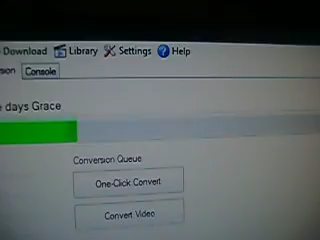 Download Library Settings Help
Console
days Grace
Conversion Queue
One-Click Convert
Convert Video